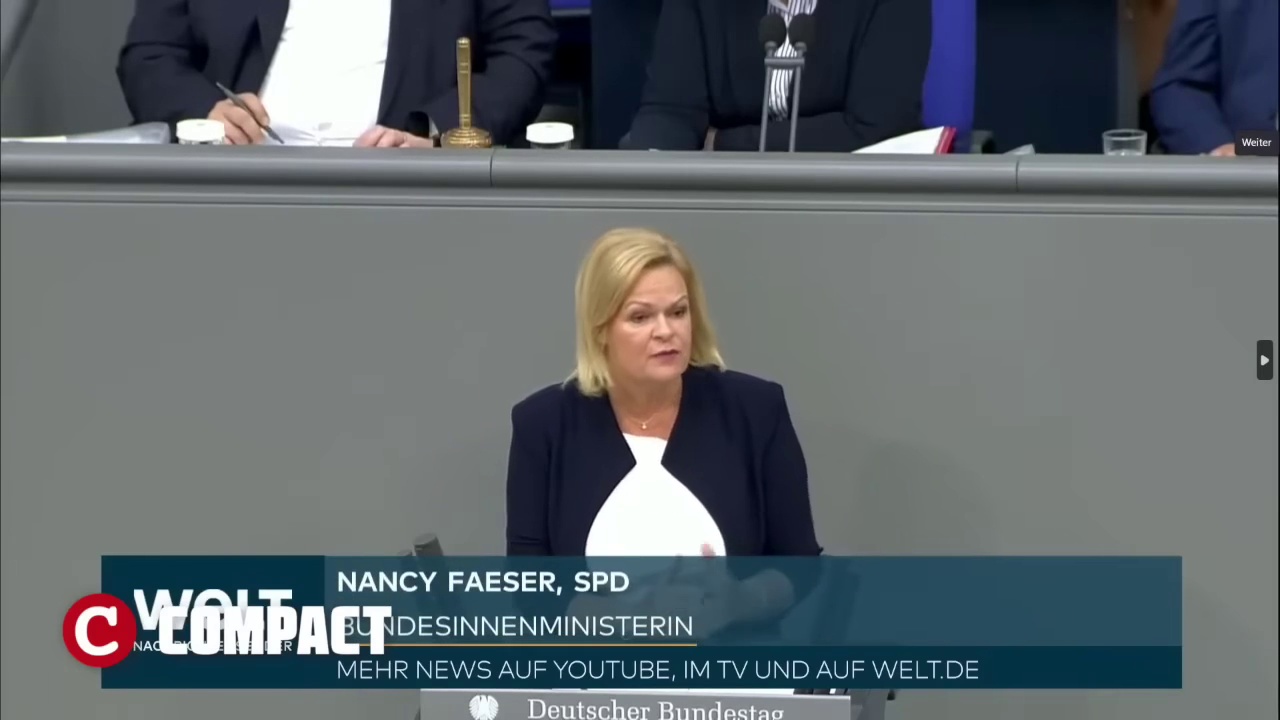 Weiter
NANCY FAESER, SPD
BUNDESINNENMINISTERIN
C COMPACT
MEHR NEWS AUF YOUTUBE, IM TV UND AUF WELT.DE
Deutscher Bundestag